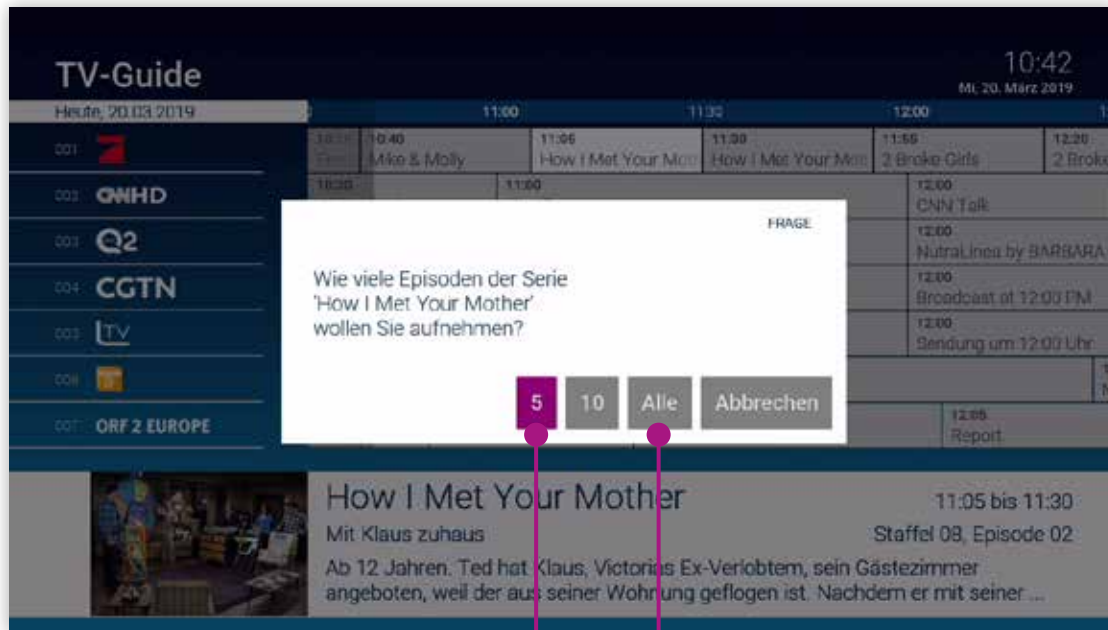 TV-Guide
10:42
Mi, 20. März 2019
Heute, 20.03.2019
11:00
11:30
12:00
001
10:40
Mike & Molly
11:05
How I Met Your Mo
11:30
How I Met Your Mo
11:55
2 Broke Girls
12:20
2 Broke
002 CNNHD
10:30
11:00
12:00
CNN Talk
003 Q2
12:00
NutraLinea by BARBARA
004 CGTN
12:00
Broadcast at 12:00 PM
LTV
12:00
Sendung um 12:00 Uhr
007 ORF 2 EUROPE
12:05
Report
FRAGE
Wie viele Episoden der Serie
'How I Met Your Mother'
wollen Sie aufnehmen?
5 10 Alle Abbrechen
How I Met Your Mother
11:05 bis 11:30
Mit Klaus zuhaus
Staffel 08, Episode 02
Ab 12 Jahren. Ted hat Klaus, Victorias Ex-Verlobtem, sein Gästezimmer
angeboten, weil der aus seiner Wohnung geflogen ist. Nachdem er mit seiner ...